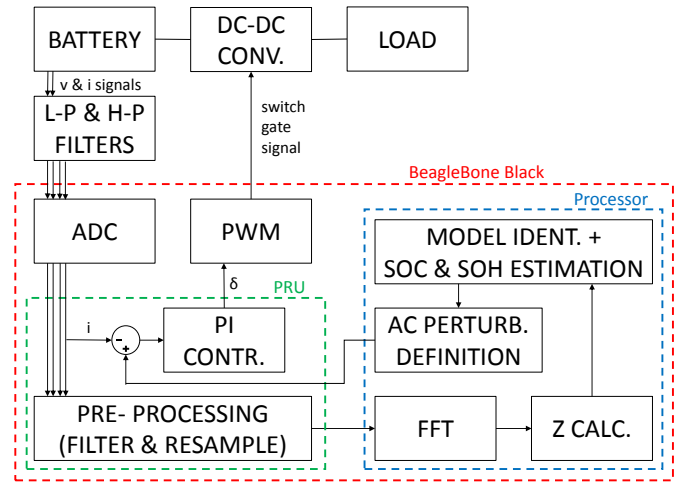 BATTERY
DC-DC
CONV.
LOAD
v & i signals
L-P & H-P
FILTERS
switch
gate
signal
BeagleBone Black
Processor
ADC
PWM
MODEL IDENT. +
SOC & SOH ESTIMATION
δ
PRU
i
-
+
PI
CONTR.
AC PERTURB.
DEFINITION
PRE- PROCESSING
(FILTER & RESAMPLE)
FFT
Z CALC.